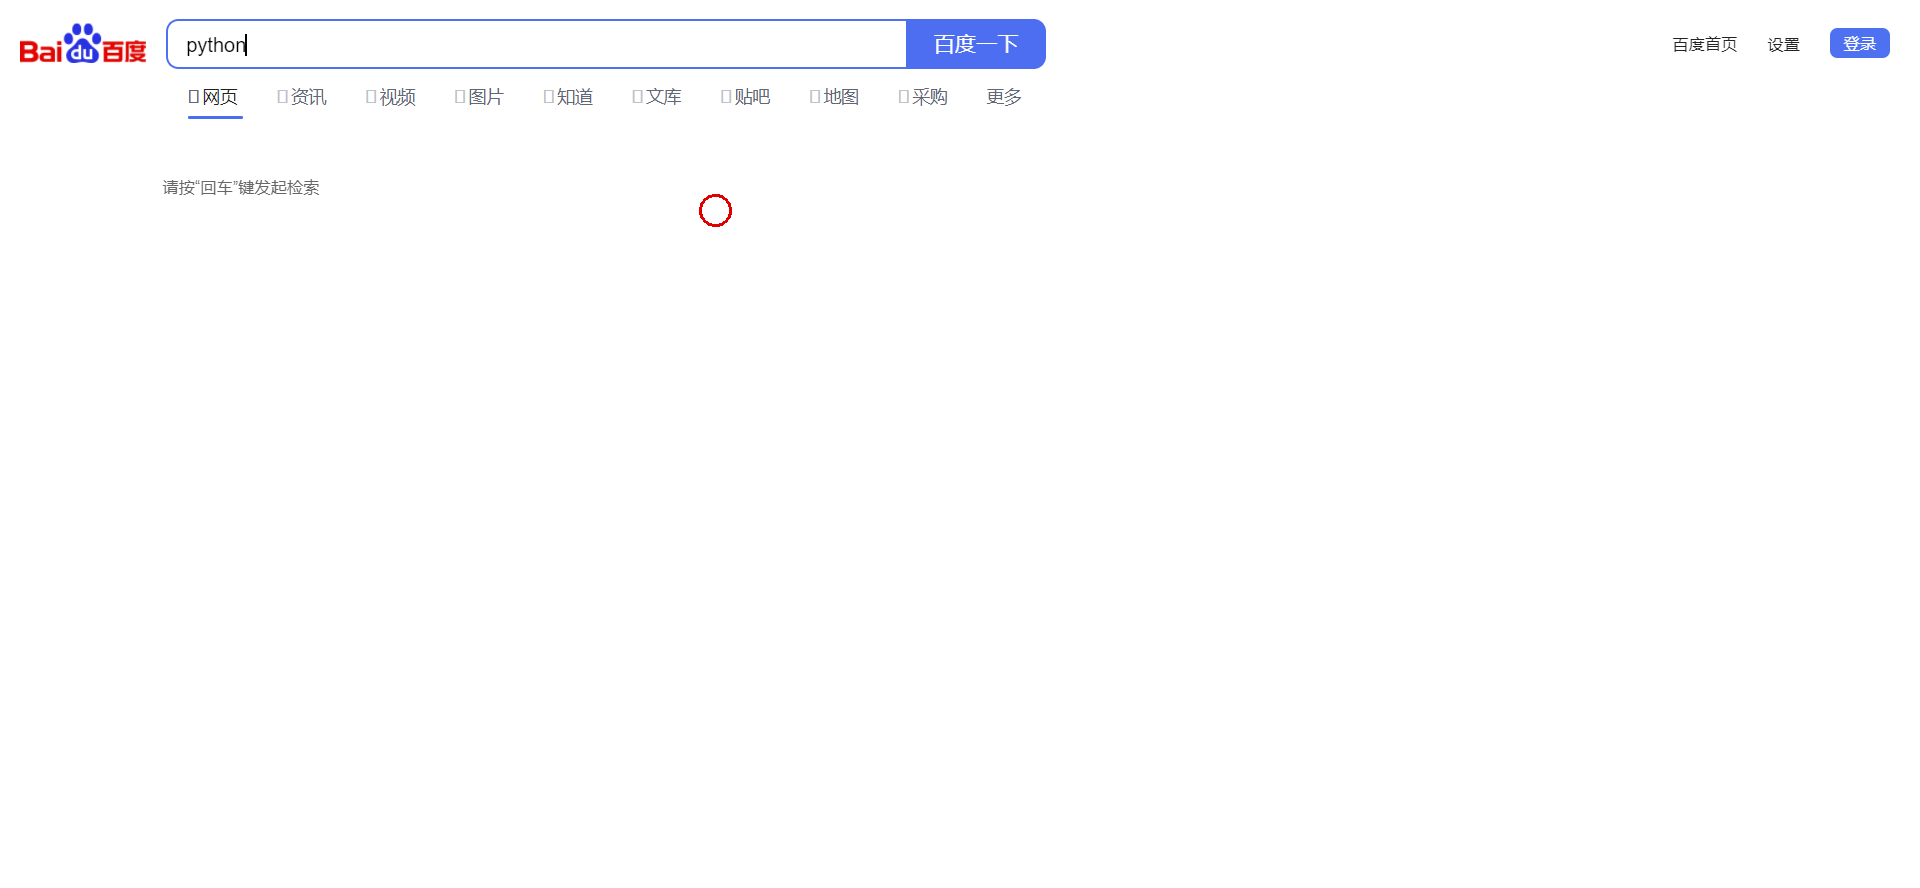 Bai du 百度 python 百度一下 百度首页 设置 登录
网页 资讯 视频 图片 知道 文库 贴吧 地图 采购 更多
请按“回车”键发起检索